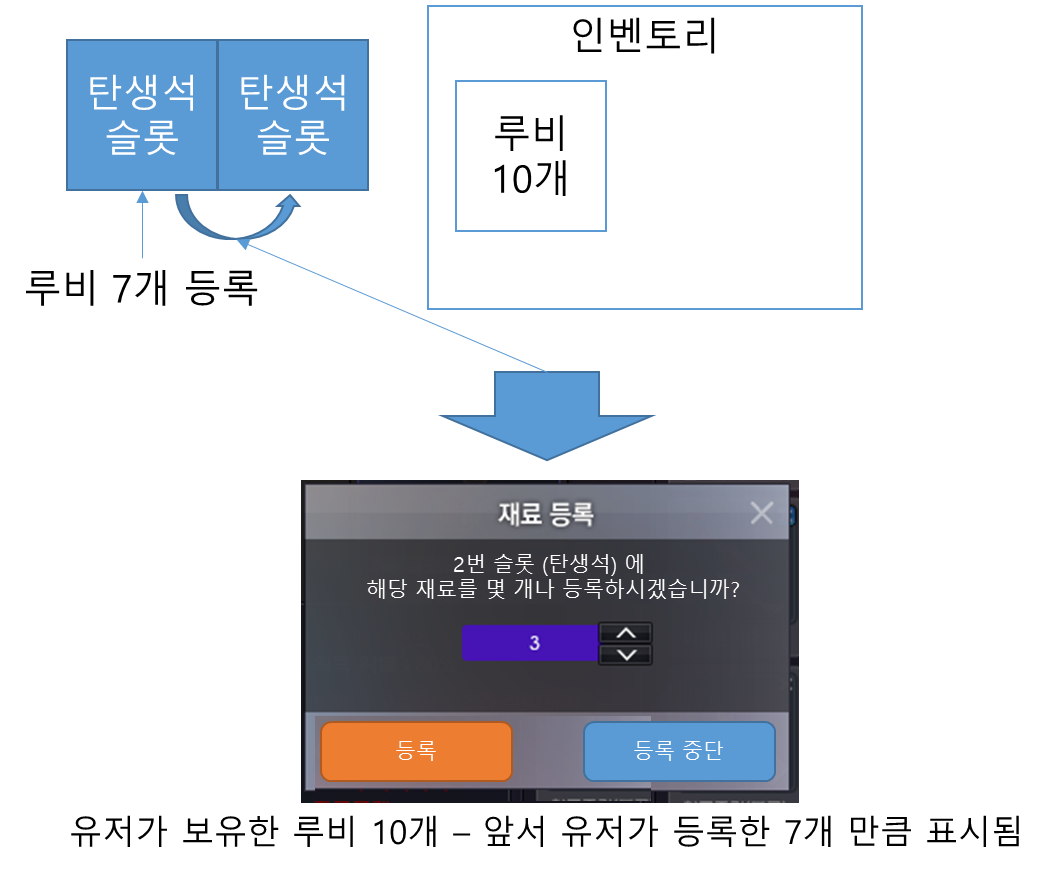 탄생석
슬롯
탄생석
슬롯
인벤토리
루비
10개
루비 7개 등록
재료 등록
2번 슬롯 (탄생석) 에
해당 재료를 몇 개나 등록하시겠습니까?
3
등록
등록 중단
유저가 보유한 루비 10개 – 앞서 유저가 등록한 7개 만큼 표시됨